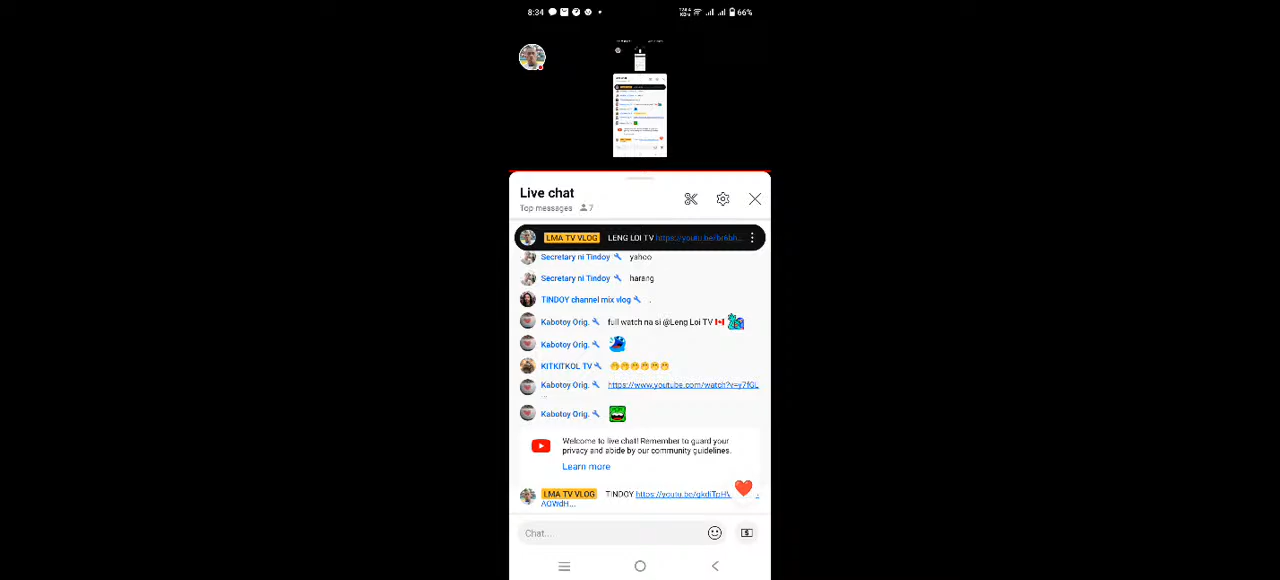 8:34
66%
Live chat
Top messages 7
LMA TV VLOG LENG LOI TV
Secretary ni Tindoy yahoo
Secretary ni Tindoy harang
TINDOY channel mix vlog .
Kabotoy Orig. full watch na si @Leng Loi TV
Kabotoy Orig.
KITKITKOL TV
Kabotoy Orig. https://www.youtube.com/watch?v=y7fGL
...
Kabotoy Orig.
Welcome to live chat! Remember to guard your
privacy and abide by our community guidelines.
Learn more
LMA TV VLOG TINDOY
Chat...